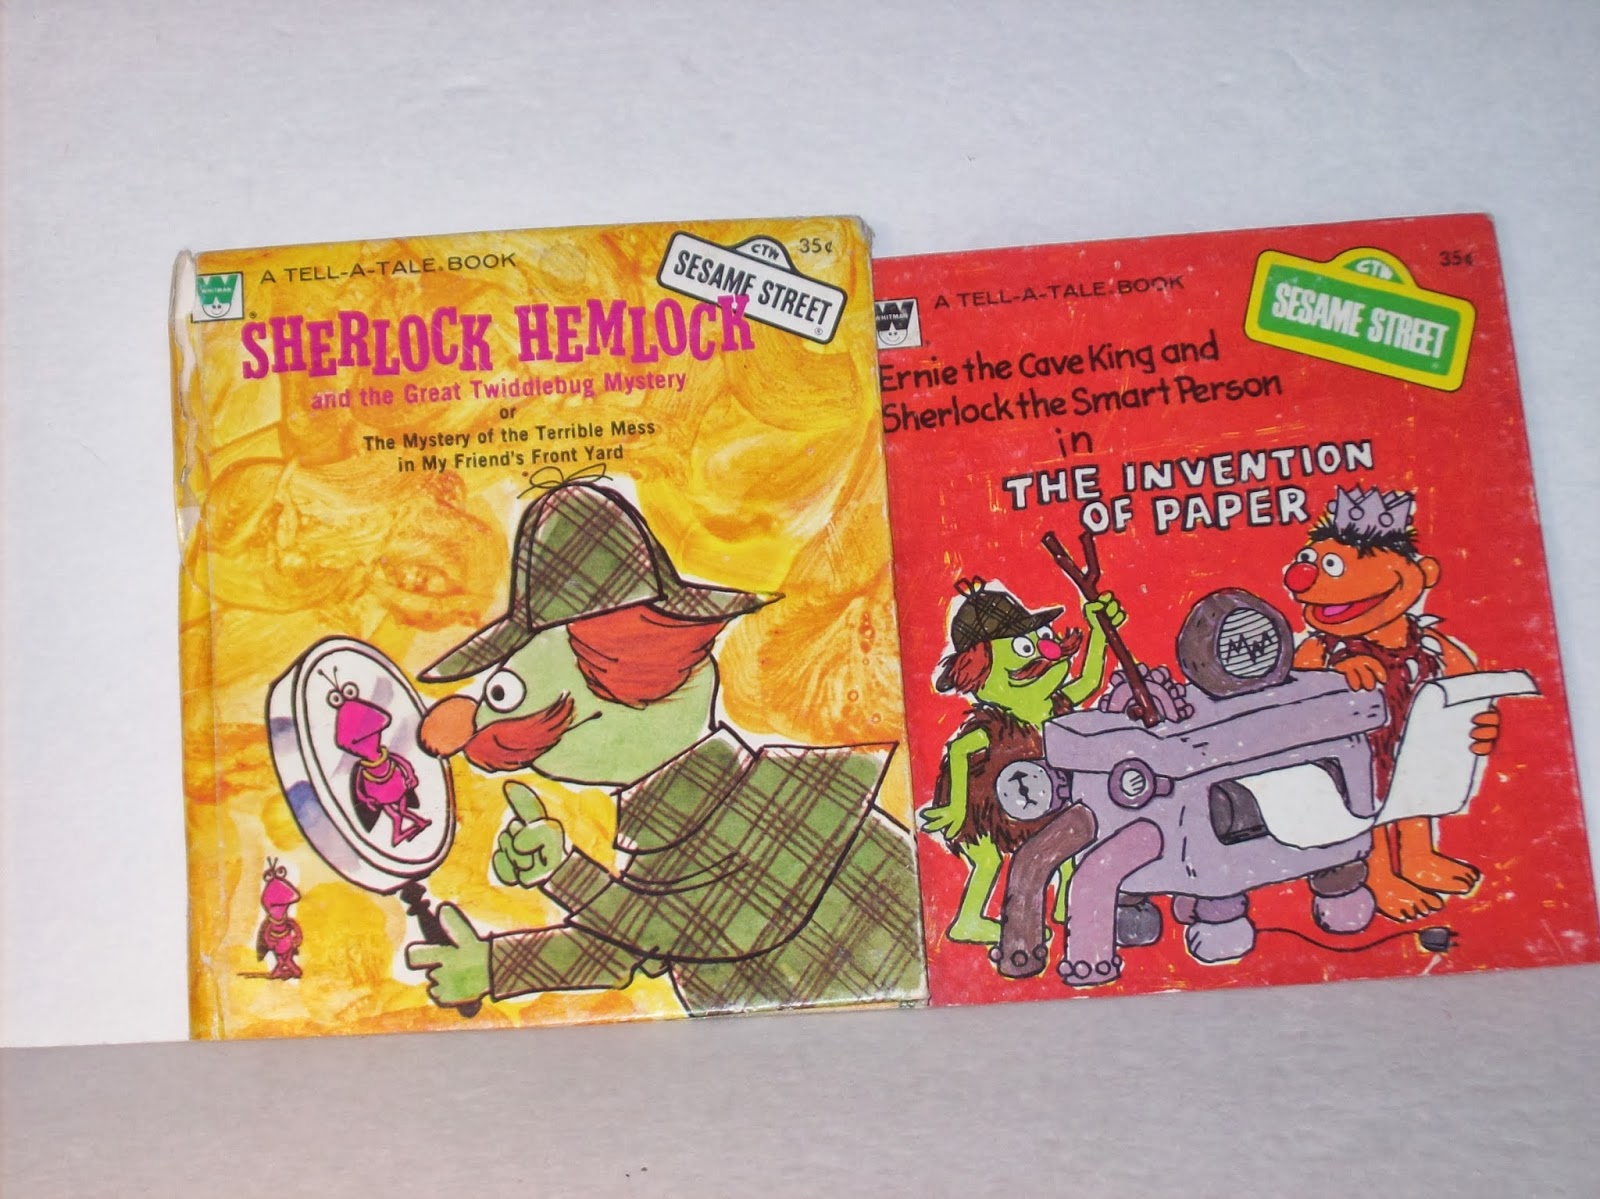 WHITMAN
A TELL-A-TALE BOOK
CTW
SESAME STREET
35¢
SHERLOCK HEMLOCK
and the Great Twiddlebug Mystery
or
The Mystery of the Terrible Mess
in My Friend's Front Yard
WHITMAN
A TELL-A-TALE BOOK
CTW
SESAME STREET
35¢
Ernie the Cave King and
Sherlock the Smart Person
in
THE INVENTION
OF PAPER